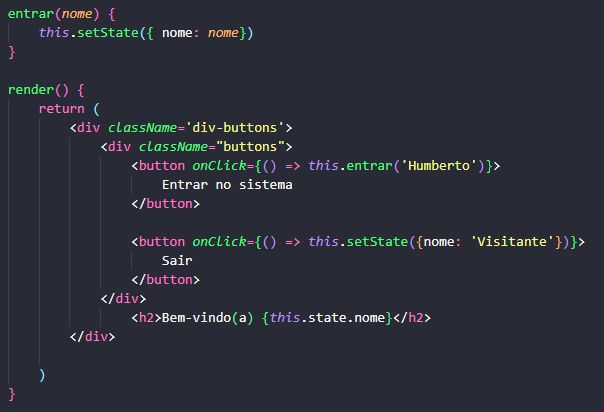 entrar(nome) {
this.setState({ nome: nome})
}
render() {
return (
<div className='div-buttons'>
<div className="buttons">
<button onClick={() => this.entrar('Humberto')}>
Entrar no sistema
</button>
<button onClick={() => this.setState({nome: 'Visitante'})}>
Sair
</button>
</div>
<h2>Bem-vindo(a) {this.state.nome}</h2>
</div>
)
}